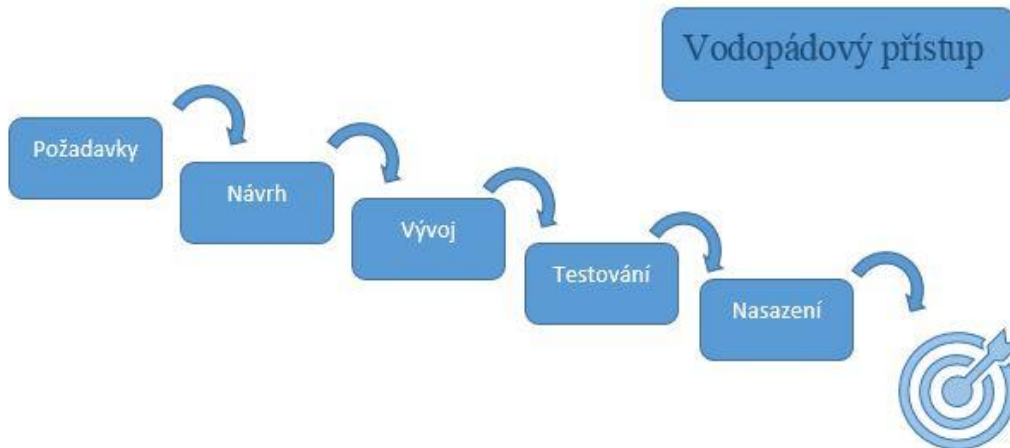 Vodopádový přístup
Požadavky
Návrh
Vývoj
Testování
Nasazení